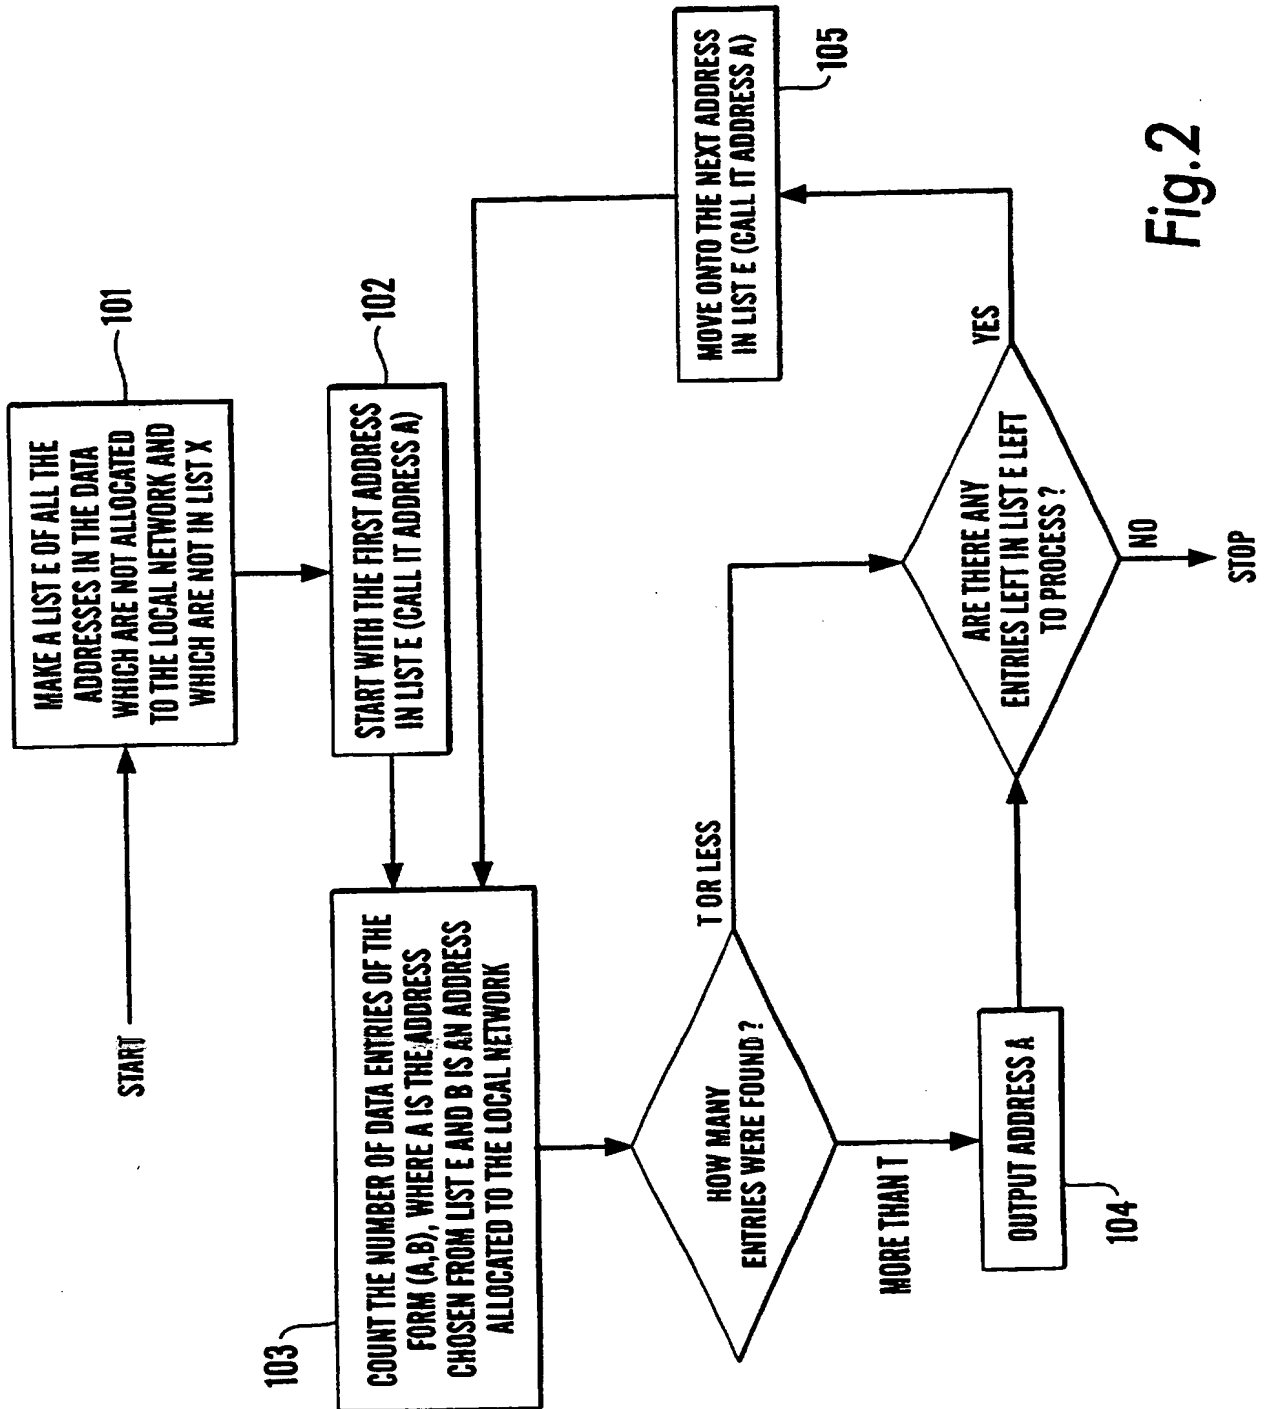 START
MAKE A LIST E OF ALL THE
ADDRESSES IN THE DATA
WHICH ARE NOT ALLOCATED
TO THE LOCAL NETWORK AND
WHICH ARE NOT IN LIST X
101
START WITH THE FIRST ADDRESS
IN LIST E (CALL IT ADDRESS A)
102
103
COUNT THE NUMBER OF DATA ENTRIES OF THE
FORM (A,B), WHERE A IS THE ADDRESS
CHOSEN FROM LIST E AND B IS AN ADDRESS
ALLOCATED TO THE LOCAL NETWORK
HOW MANY
ENTRIES WERE FOUND?
T OR LESS
MORE THAN T
OUTPUT ADDRESS A
104
ARE THERE ANY
ENTRIES LEFT IN LIST E LEFT
TO PROCESS?
YES
NO
STOP
MOVE ONTO THE NEXT ADDRESS
IN LIST E (CALL IT ADDRESS A)
105
Fig.2